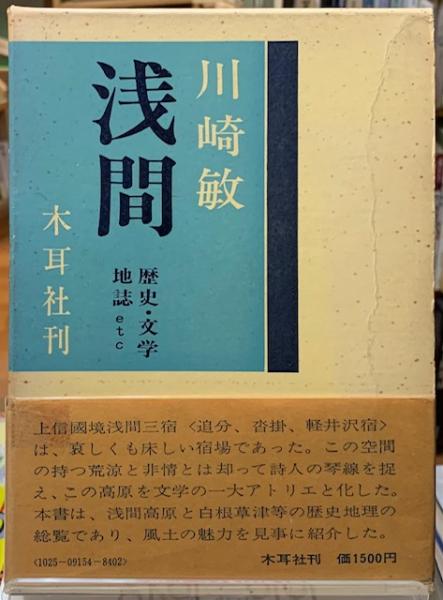 川崎敏
浅間
歴史・文学
地誌etc
木耳社刊
上信國境浅間三宿〈追分、沓掛、軽井沢宿〉
は、哀しくも床しい宿場であった。この空間
の持つ荒涼と非情とは却って詩人の琴線を捉
え、この高原を文学の一大アトリエと化した。
本書は、浅間高原と白根草津等の歴史地理の
総覧であり、風土の魅力を見事に紹介した。
〈1025-09154-8402〉
木耳社刊 価1500円